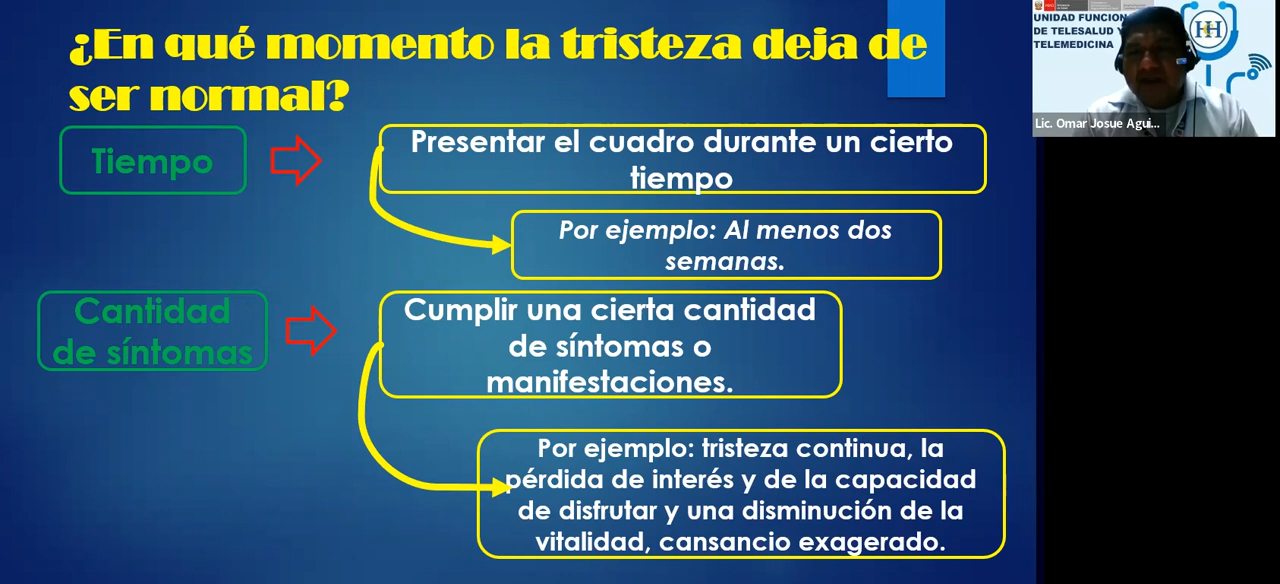 ¿En qué momento la tristeza deja de
ser normal?
Tiempo
Presentar el cuadro durante un cierto
tiempo
Por ejemplo: Al menos dos
semanas.
Cantidad
de síntomas
Cumplir una cierta cantidad
de síntomas o
manifestaciones.
Por ejemplo: tristeza continua, la
pérdida de interés y de la capacidad
de disfrutar y una disminución de la
vitalidad, cansancio exagerado.
UNIDAD FUNCION
DE TELESALUD Y
TELEMEDICINA
Lic. Omar Josue Agui...